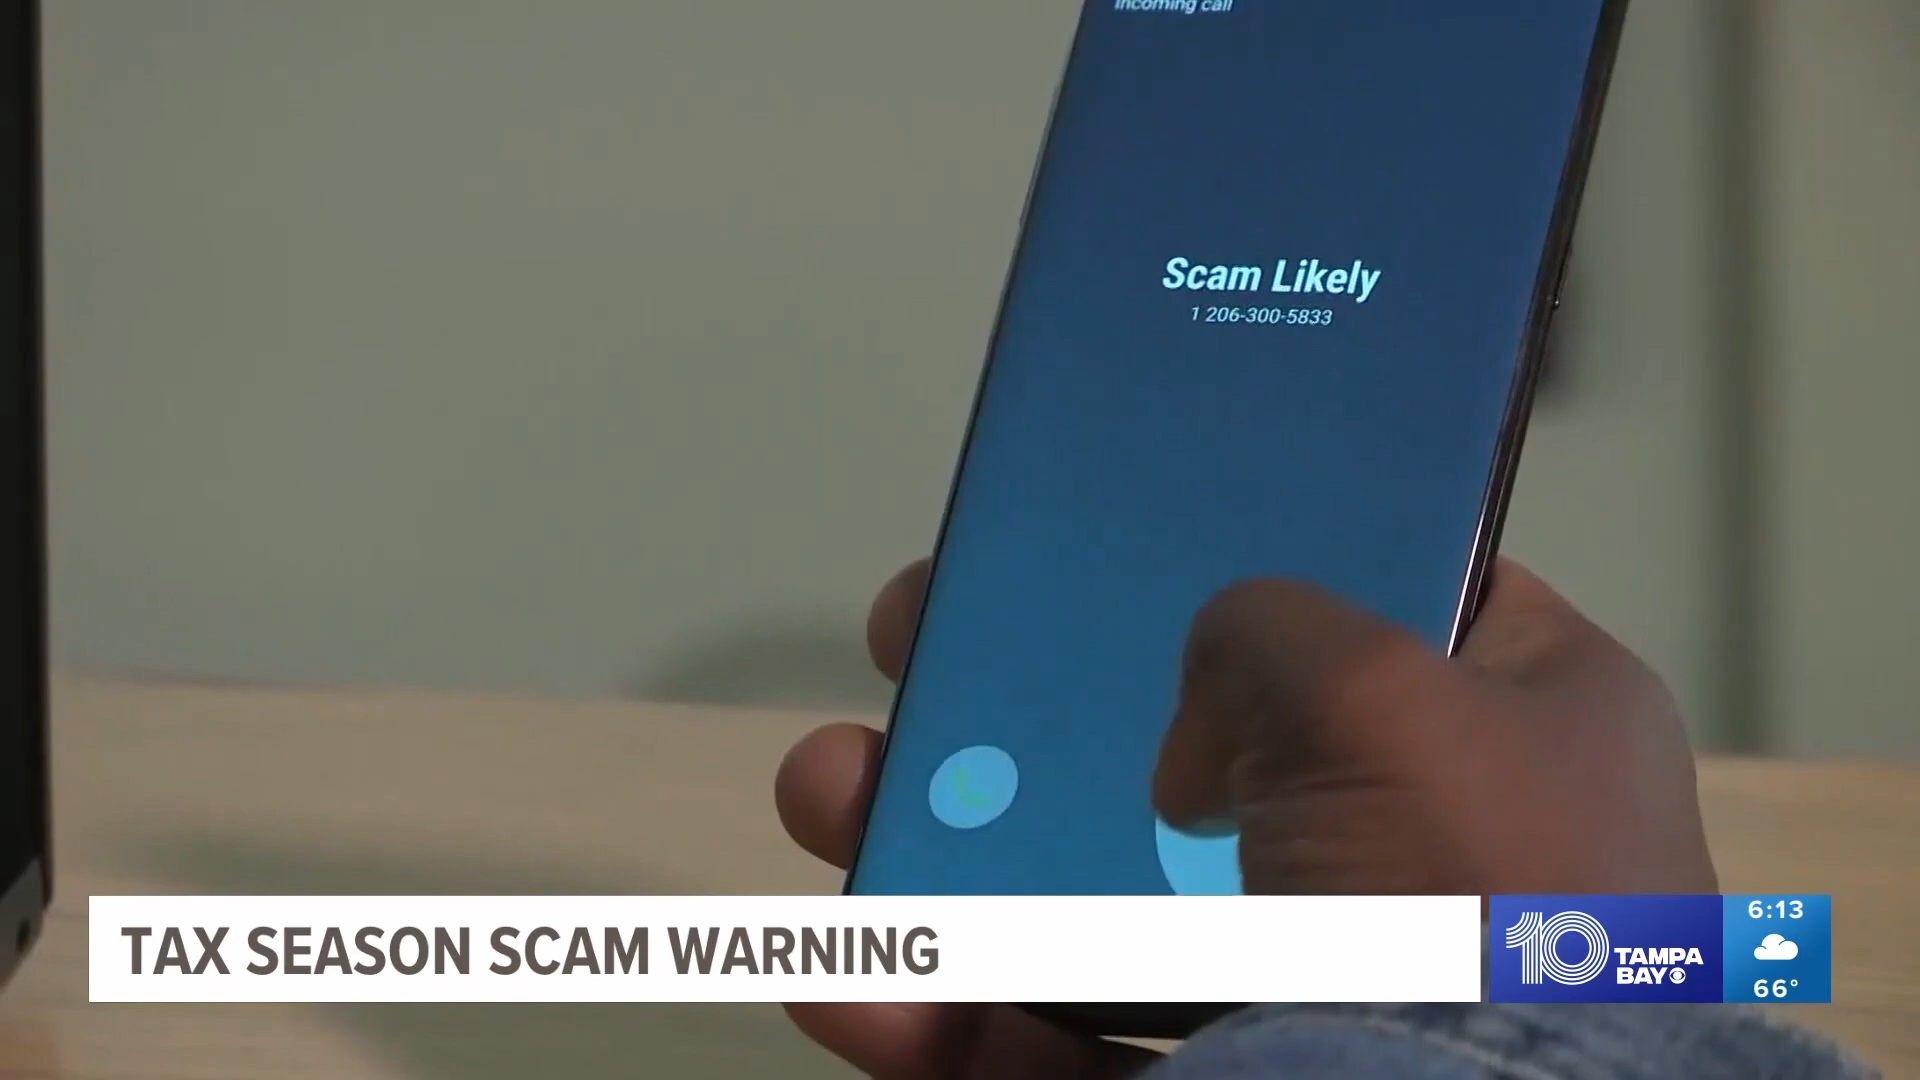 Incoming call
Scam Likely
1 206-300-5833
TAX SEASON SCAM WARNING
10 TAMPA BAY
6:13
66°